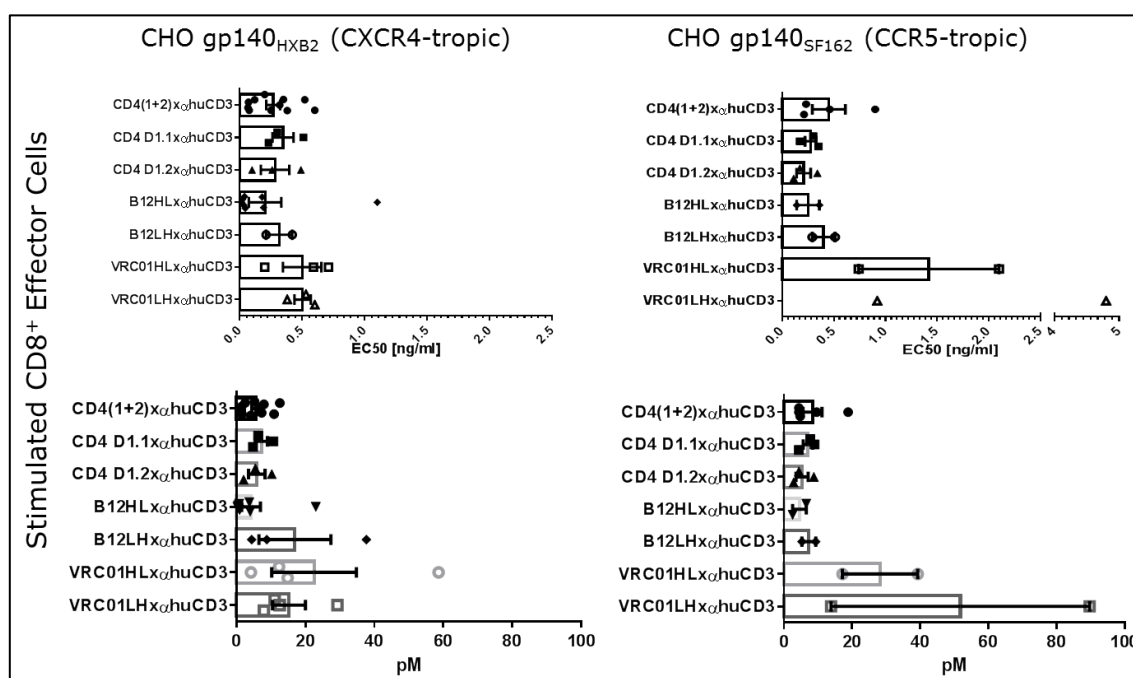 Stimulated CD8⁺ Effector Cells
CHO gp140HXB2 (CXCR4-tropic)
CD4(1+2)xαhuCD3
CD4 D1.1xαhuCD3
CD4 D1.2xαhuCD3
B12HLxαhuCD3
B12LHxαhuCD3
VRC01HLxαhuCD3
VRC01LHxαhuCD3
0.0 0.5 1.0 1.5 2.0 2.5
EC50 [ng/ml]
CHO gp140SF162 (CCR5-tropic)
CD4(1+2)xαhuCD3
CD4 D1.1xαhuCD3
CD4 D1.2xαhuCD3
B12HLxαhuCD3
B12LHxαhuCD3
VRC01HLxαhuCD3
VRC01LHxαhuCD3
0.0 0.5 1.0 1.5 2.0 2.5 4 5
EC50 [ng/ml]
CD4(1+2)xαhuCD3
CD4 D1.1xαhuCD3
CD4 D1.2xαhuCD3
B12HLxαhuCD3
B12LHxαhuCD3
VRC01HLxαhuCD3
VRC01LHxαhuCD3
0 20 40 60 80 100
pM
CD4(1+2)xαhuCD3
CD4 D1.1xαhuCD3
CD4 D1.2xαhuCD3
B12HLxαhuCD3
B12LHxαhuCD3
VRC01HLxαhuCD3
VRC01LHxαhuCD3
0 20 40 60 80 100
pM